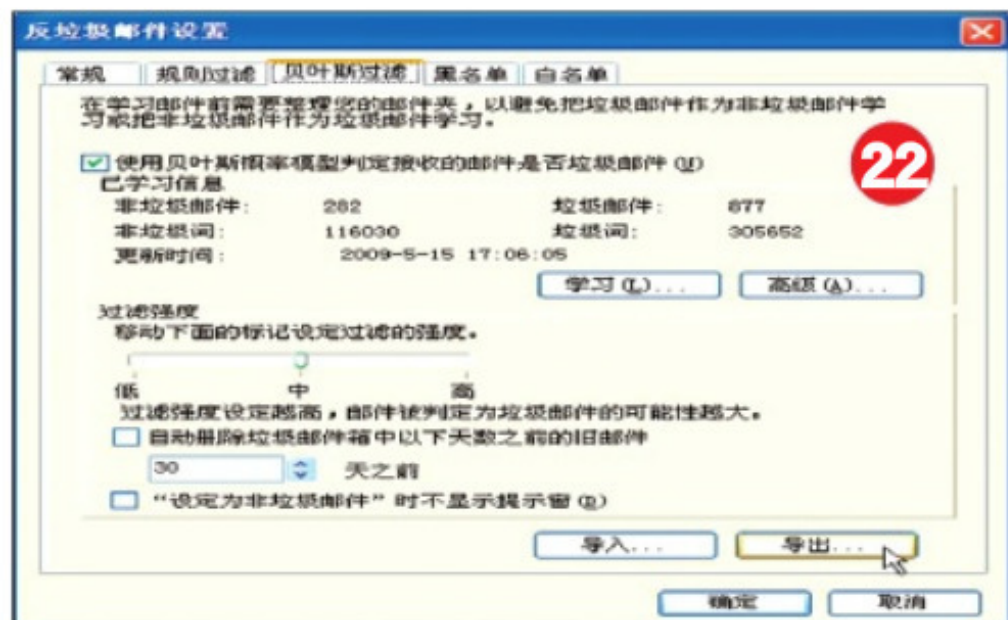 反垃圾邮件设置
常规 规则过滤 贝叶斯过滤 黑名单 白名单
在学习邮件前需要整理您的邮件夹，以避免把垃圾邮件作为非垃圾邮件学
习或把非垃圾邮件作为垃圾邮件学习。
使用贝叶斯概率模型判定接收的邮件是否垃圾邮件(U)
22
已学习信息
非垃圾邮件: 282 垃圾邮件: 877
非垃圾词: 116030 垃圾词: 305652
更新时间: 2009-5-15 17:06:05
学习(L)... 高级(A)...
过滤强度
移动下面的标记设定过滤的强度。
低 中 高
过滤强度设定越高，邮件被判定为垃圾邮件的可能性越大。
自动删除垃圾邮件箱中以下天数之前的旧邮件
30 天之前
“设定为非垃圾邮件”时不显示提示窗(D)
导入... 导出...
确定 取消